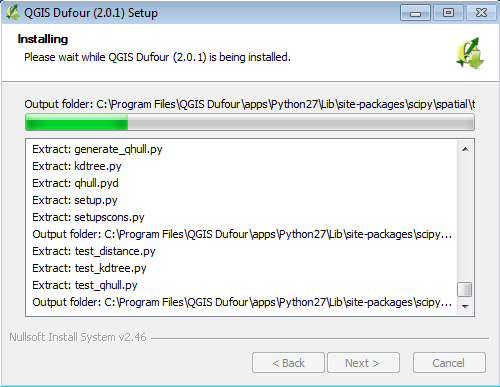 QGIS Dufour (2.0.1) Setup
Installing
Please wait while QGIS Dufour (2.0.1) is being installed.
Output folder: C:\Program Files\QGIS Dufour\apps\Python27\Lib\site-packages\scipy\spatial\t
Extract: generate_qhull.py
Extract: kdtree.py
Extract: qhull.pyd
Extract: setup.py
Extract: setupscons.py
Output folder: C:\Program Files\QGIS Dufour\apps\Python27\Lib\site-packages\scipy...
Extract: test_distance.py
Extract: test_kdtree.py
Extract: test_qhull.py
Output folder: C:\Program Files\QGIS Dufour\apps\Python27\Lib\site-packages\scipy...
Nullsoft Install System v2.46
< Back
Next >
Cancel